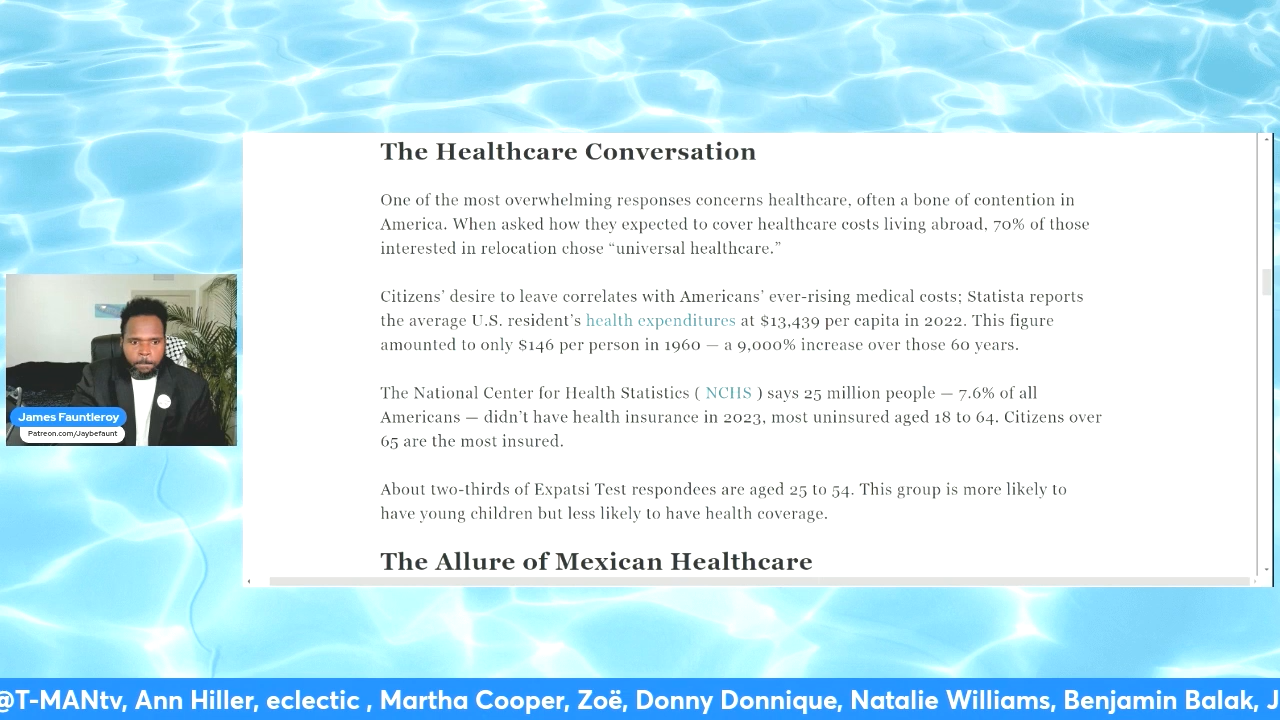 The Healthcare Conversation
One of the most overwhelming responses concerns healthcare, often a bone of contention in
America. When asked how they expected to cover healthcare costs living abroad, 70% of those
interested in relocation chose “universal healthcare.”
Citizens’ desire to leave correlates with Americans’ ever-rising medical costs; Statista reports
the average U.S. resident’s health expenditures at $13,439 per capita in 2022. This figure
amounted to only $146 per person in 1960 — a 9,000% increase over those 60 years.
The National Center for Health Statistics ( NCHS ) says 25 million people — 7.6% of all
Americans — didn’t have health insurance in 2023, most uninsured aged 18 to 64. Citizens over
65 are the most insured.
About two-thirds of Expatsi Test respondees are aged 25 to 54. This group is more likely to
have young children but less likely to have health coverage.
The Allure of Mexican Healthcare
James Fauntleroy
Patreon.com/Jaybefaunt
@T-MANtv, Ann Hiller, eclectic , Martha Cooper, Zoë, Donny Donnique, Natalie Williams, Benjamin Balak, J